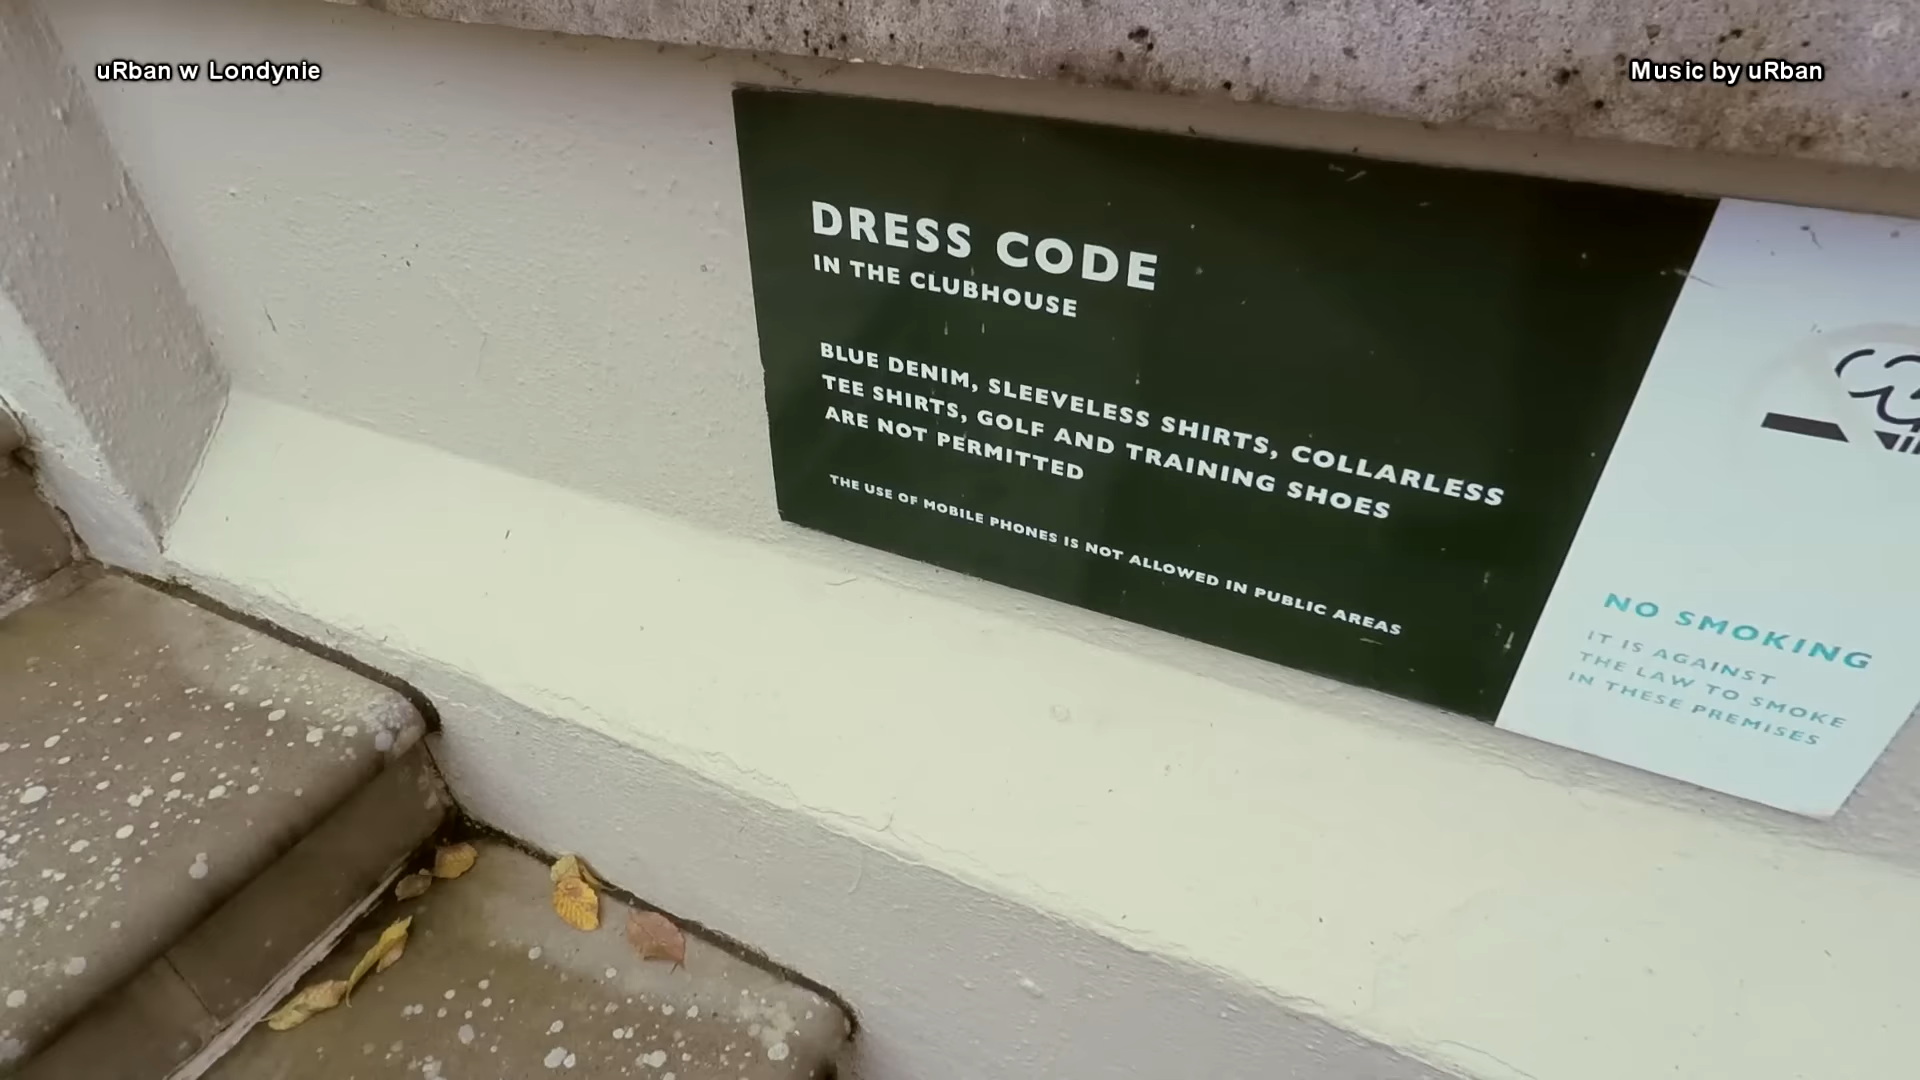 uRban w Londynie
Music by uRban
DRESS CODE
IN THE CLUBHOUSE
BLUE DENIM, SLEEVELESS SHIRTS, COLLARLESS
TEE SHIRTS, GOLF AND TRAINING SHOES
ARE NOT PERMITTED
THE USE OF MOBILE PHONES IS NOT ALLOWED IN PUBLIC AREAS
NO SMOKING
IT IS AGAINST
THE LAW TO SMOKE
IN THESE PREMISES